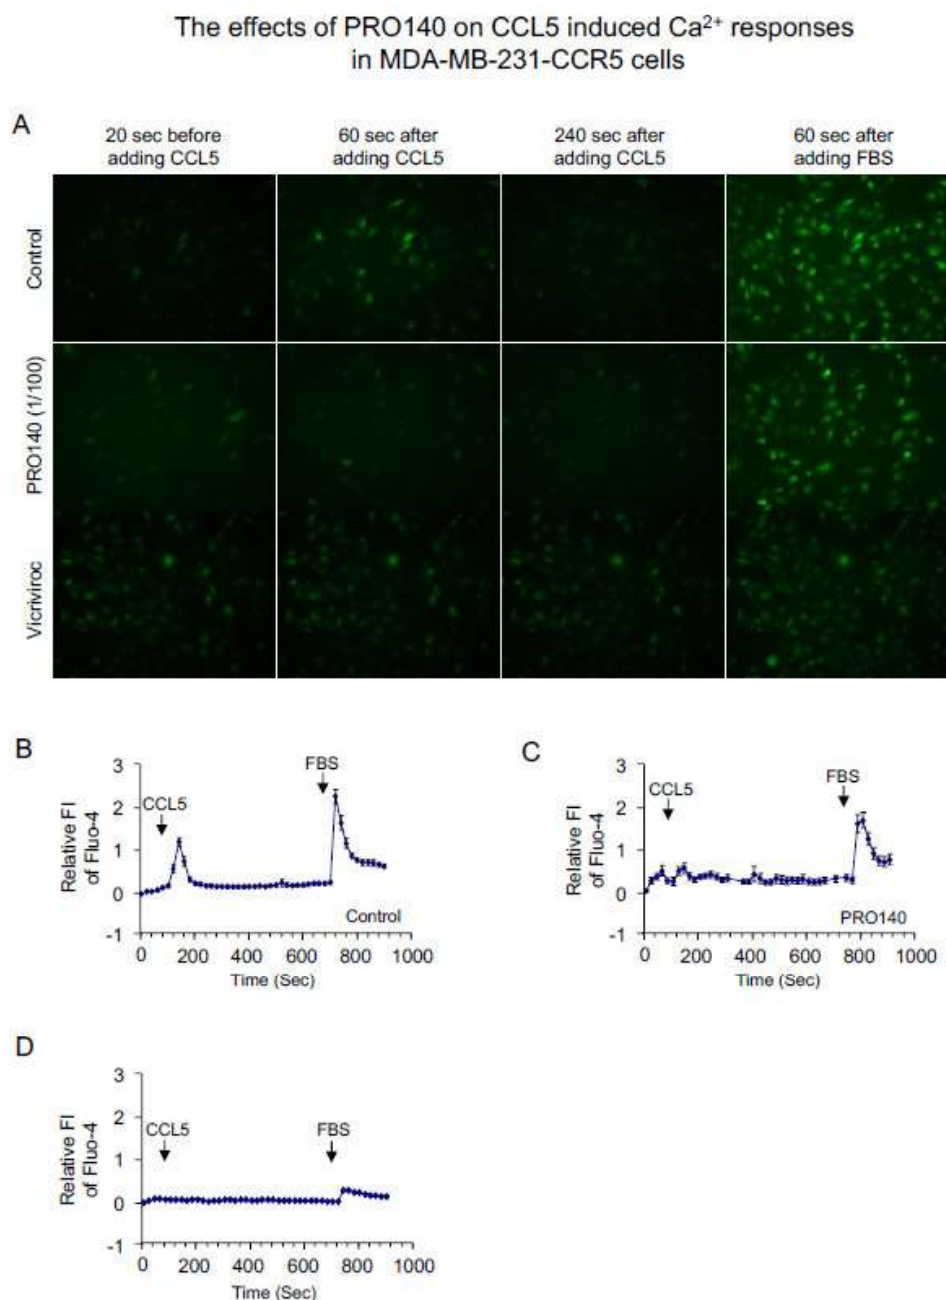 The effects of PRO140 on CCL5 induced Ca²⁺ responses
in MDA-MB-231-CCR5 cells
A
20 sec before
adding CCL5
60 sec after
adding CCL5
240 sec after
adding CCL5
60 sec after
adding FBS
Control
PRO140 (1/100)
Vicriviroc
B
Relative FI
of Fluo-4
3
2
1
0
-1
CCL5
FBS
Control
0 200 400 600 800 1000
Time (Sec)
C
Relative FI
of Fluo-4
3
2
1
0
-1
CCL5
FBS
PRO140
0 200 400 600 800 1000
Time (Sec)
D
Relative FI
of Fluo-4
3
2
1
0
-1
CCL5
FBS
0 200 400 600 800 1000
Time (Sec)